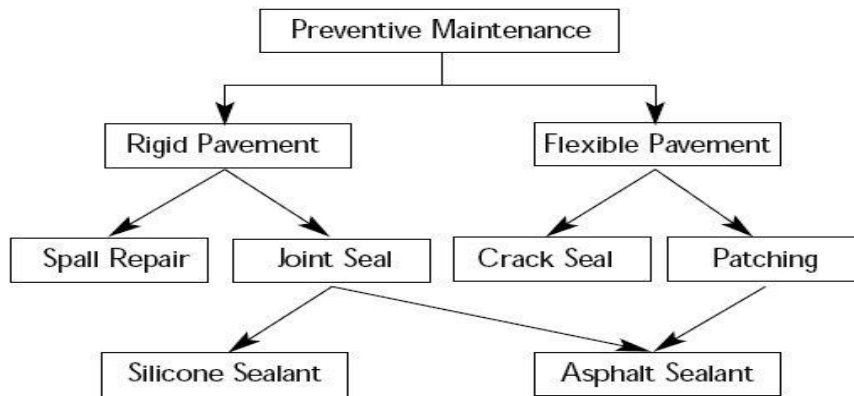 Preventive Maintenance
Rigid Pavement
Flexible Pavement
Spall Repair
Joint Seal
Crack Seal
Patching
Silicone Sealant
Asphalt Sealant